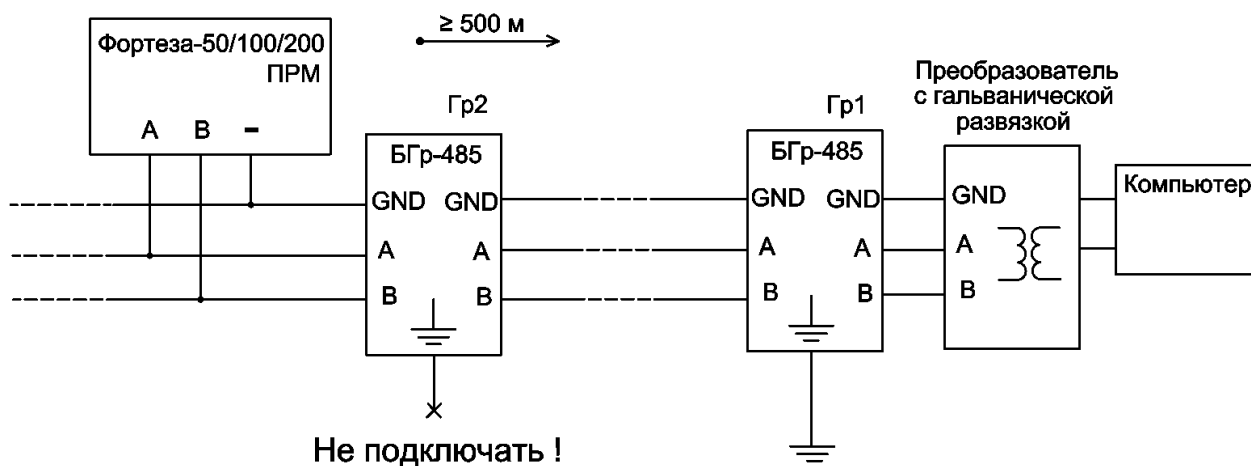 Фортеза-50/100/200
ПРМ
А В -
≥ 500 м
Гр2
БГр-485
GND GND
А А
В В
Не подключать !
Гр1
БГр-485
GND GND
А А
В В
Преобразователь
с гальванической
развязкой
GND
А
В
Компьютер